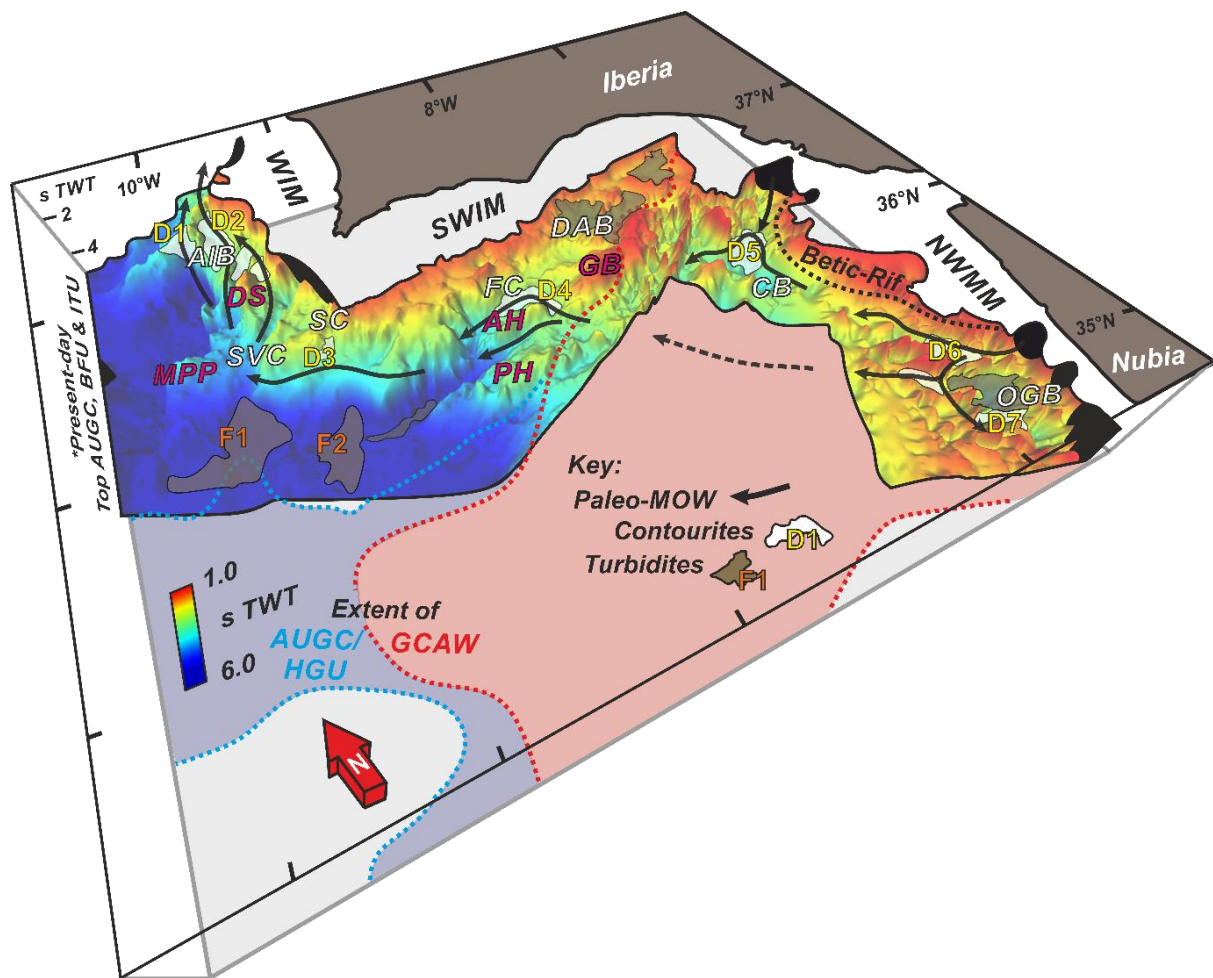 Iberia
8°W
37°N
WIM
s TWT
10°W
2
4
SWIM
36°N
NWMM
D1
D2
AIB
DS
DAB
GB
D5
CB
Betic-Rif
35°N
Nubia
FC
D4
AH
SC
SVC
D3
MPP
PH
D6
OGB
D7
*Present-day
Top AUGC, BFU & ITU
F1
F2
Key:
Paleo-MOW
Contourites
D1
Turbidites
F1
1.0
s TWT
6.0
Extent of
AUGC/
HGU
GCAW
N